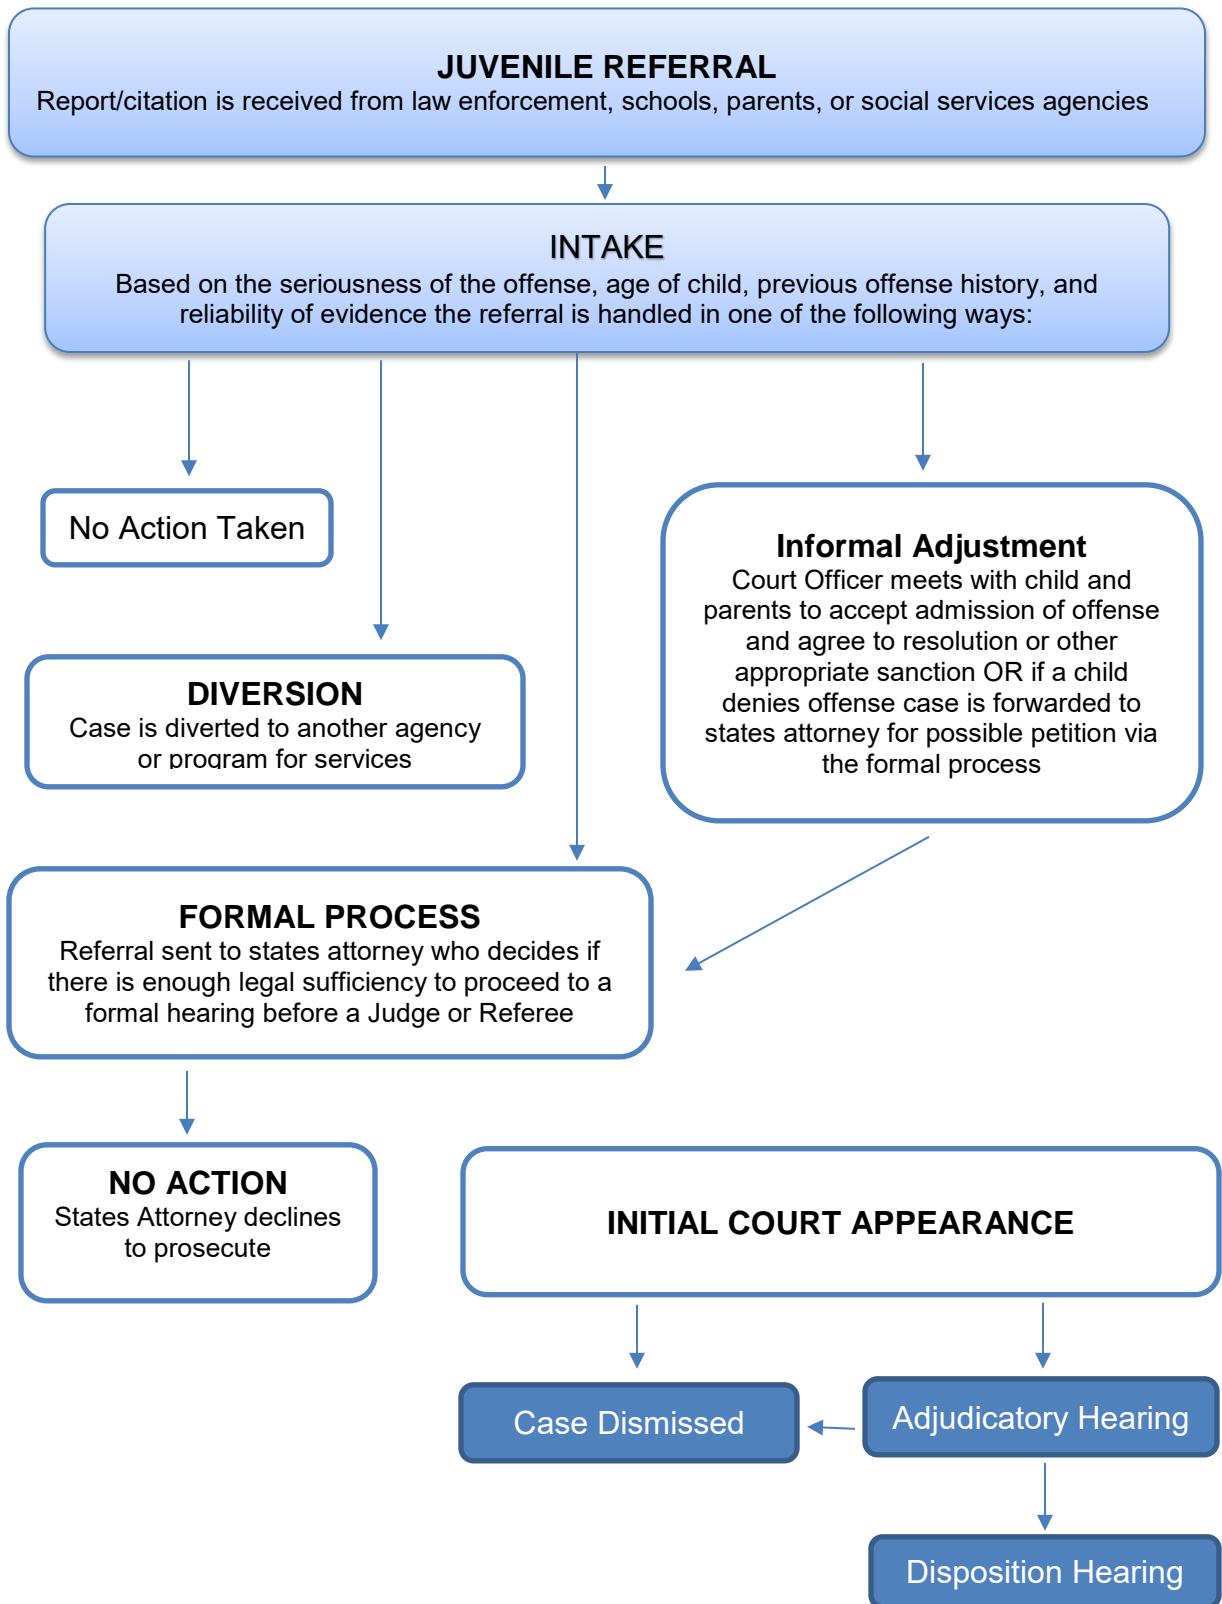 JUVENILE REFERRAL
Report/citation is received from law enforcement, schools, parents, or social services agencies
INTAKE
Based on the seriousness of the offense, age of child, previous offense history, and
reliability of evidence the referral is handled in one of the following ways:
No Action Taken
Informal Adjustment
Court Officer meets with child and
parents to accept admission of offense
and agree to resolution or other
appropriate sanction OR if a child
denies offense case is forwarded to
states attorney for possible petition via
the formal process
DIVERSION
Case is diverted to another agency
or program for services
FORMAL PROCESS
Referral sent to states attorney who decides if
there is enough legal sufficiency to proceed to a
formal hearing before a Judge or Referee
NO ACTION
States Attorney declines
to prosecute
INITIAL COURT APPEARANCE
Case Dismissed
Adjudicatory Hearing
Disposition Hearing